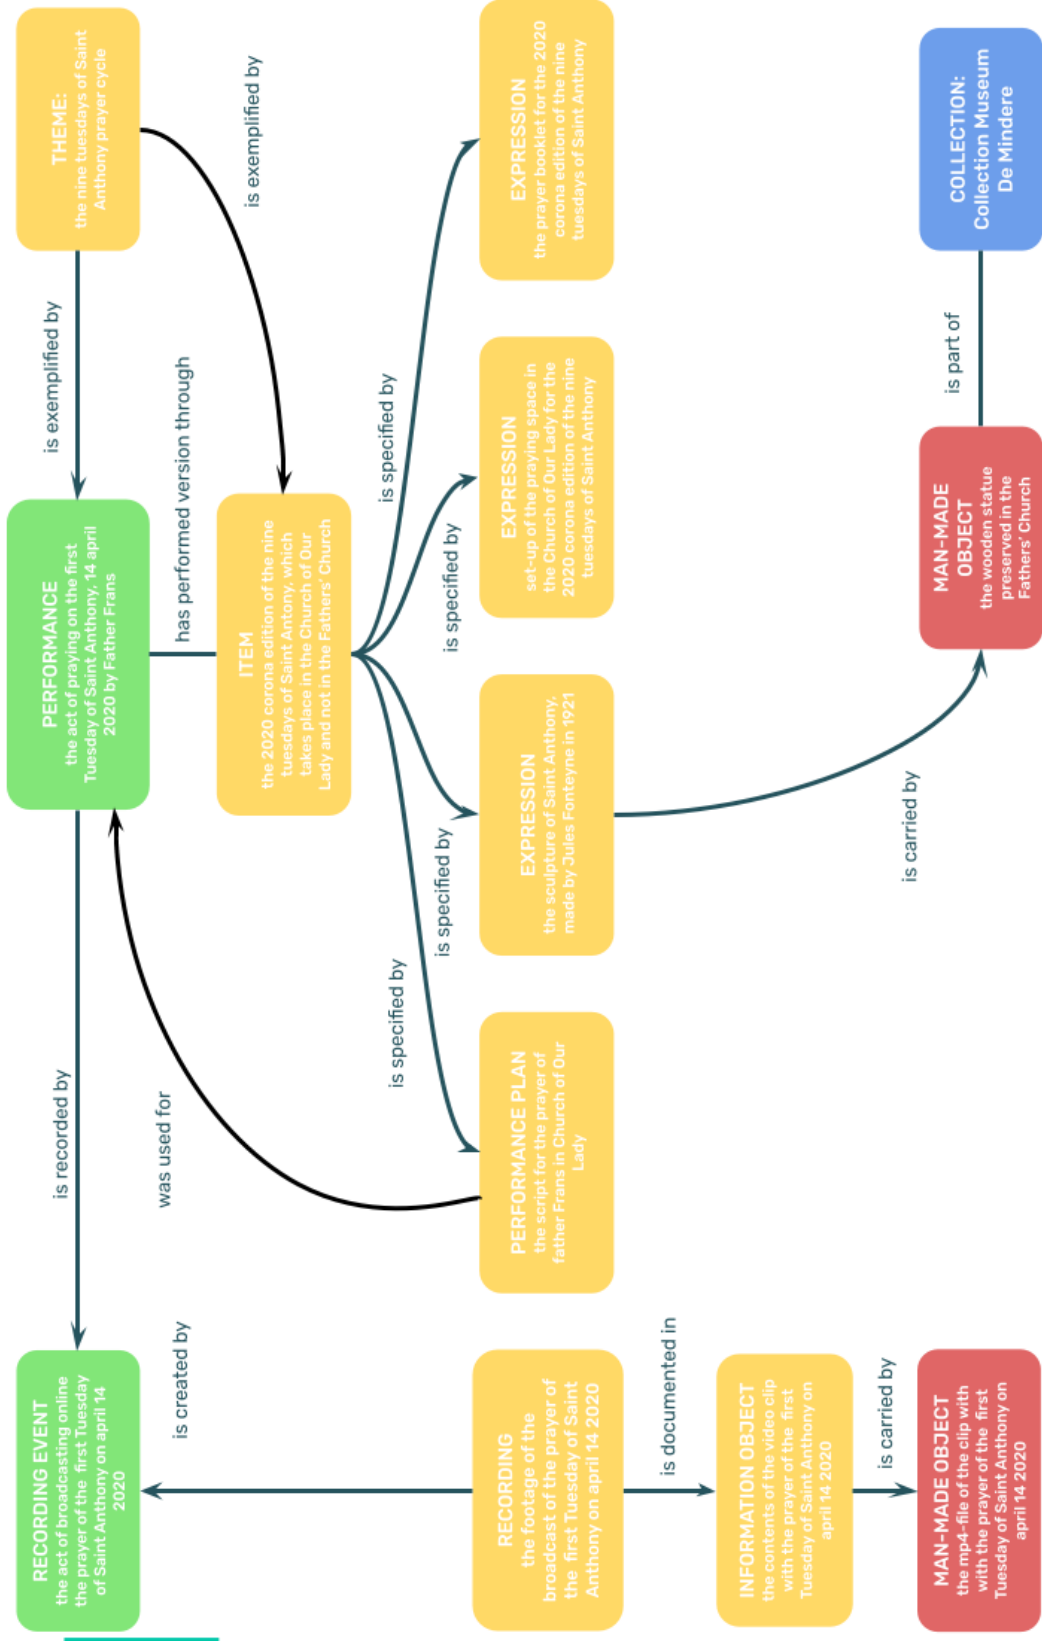 RECORDING EVENT
the act of broadcasting online
the prayer of the first Tuesday
of Saint Anthony on april 14
2020
is recorded by
PERFORMANCE
the act of praying on the first
Tuesday of Saint Anthony, 14 april
2020 by Father Frans
is exemplified by
THEME:
the nine tuesdays of Saint
Anthony prayer cycle
is created by
was used for
has performed version through
is exemplified by
ITEM
the 2020 corona edition of the nine
tuesdays of Saint Antony, which
takes place in the Church of Our
Lady and not in the Fathers' Church
is specified by
is specified by
is specified by
is specified by
RECORDING
the footage of the
broadcast of the prayer of
the first Tuesday of Saint
Anthony on april 14 2020
PERFORMANCE PLAN
the script for the prayer of
father Frans in Church of Our
Lady
EXPRESSION
the sculpture of Saint Anthony,
made by Jules Fonteyne in 1921
EXPRESSION
set-up of the praying space in
the Church of Our Lady for the
2020 corona edition of the nine
tuesdays of Saint Anthony
EXPRESSION
the prayer booklet for the 2020
corona edition of the nine
tuesdays of Saint Anthony
is documented in
INFORMATION OBJECT
the contents of the video clip
with the prayer of the first
Tuesday of Saint Anthony on
april 14 2020
is carried by
is carried by
is part of
MAN-MADE OBJECT
the mp4-file of the clip with
with the prayer of the first
Tuesday of Saint Anthony on
april 14 2020
MAN-MADE
OBJECT
the wooden statue
preserved in the
Fathers' Church
COLLECTION:
Collection Museum
De Mindere